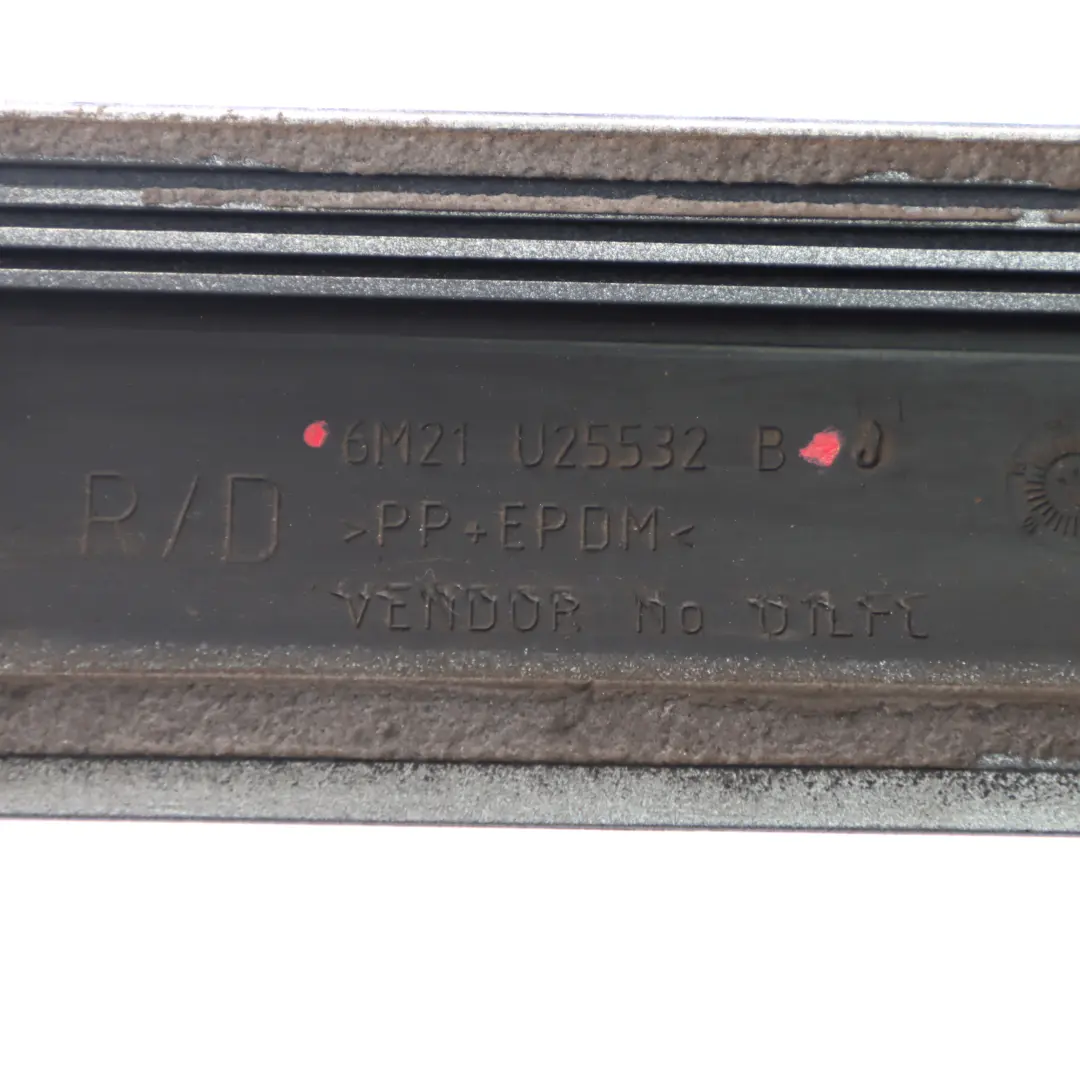 6M21 U25532 B J
R/D
>PP+EPDM<
VENDOR No